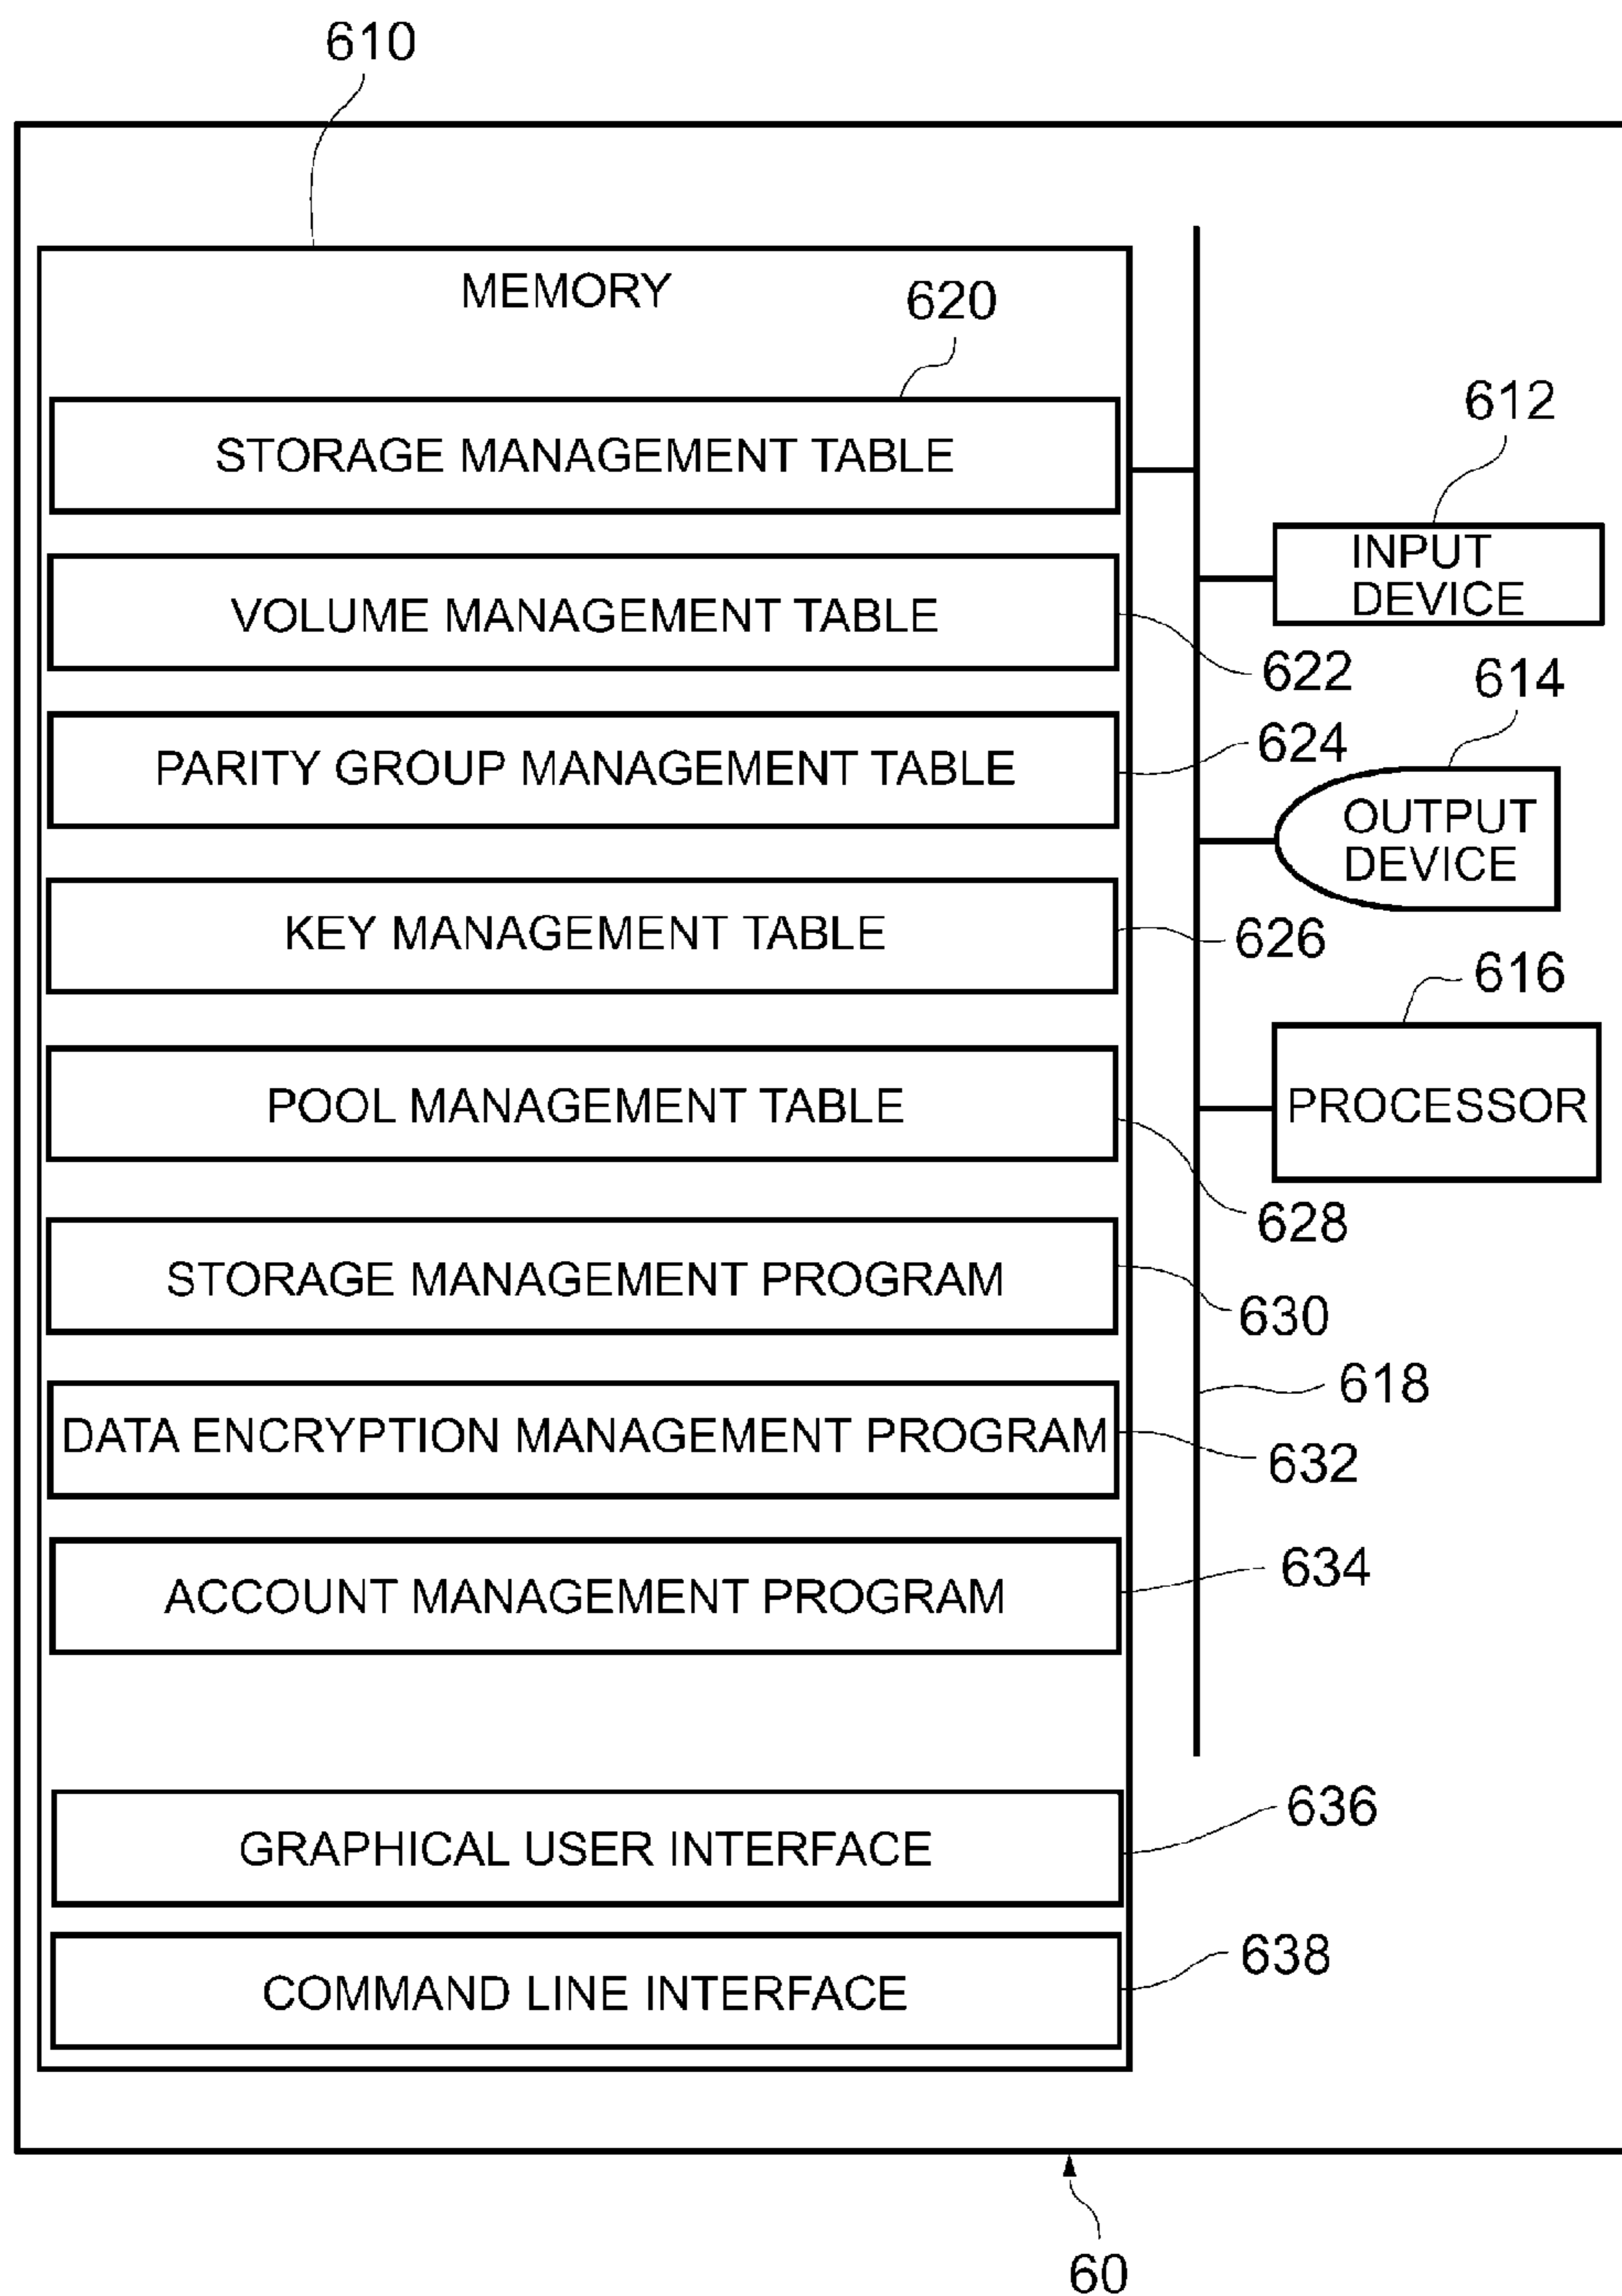 610
MEMORY
620
STORAGE MANAGEMENT TABLE
612
INPUT
DEVICE
VOLUME MANAGEMENT TABLE
622
614
PARITY GROUP MANAGEMENT TABLE
624
OUTPUT
DEVICE
KEY MANAGEMENT TABLE
626
616
POOL MANAGEMENT TABLE
PROCESSOR
628
STORAGE MANAGEMENT PROGRAM
630
618
DATA ENCRYPTION MANAGEMENT PROGRAM
632
ACCOUNT MANAGEMENT PROGRAM
634
GRAPHICAL USER INTERFACE
636
COMMAND LINE INTERFACE
638
60